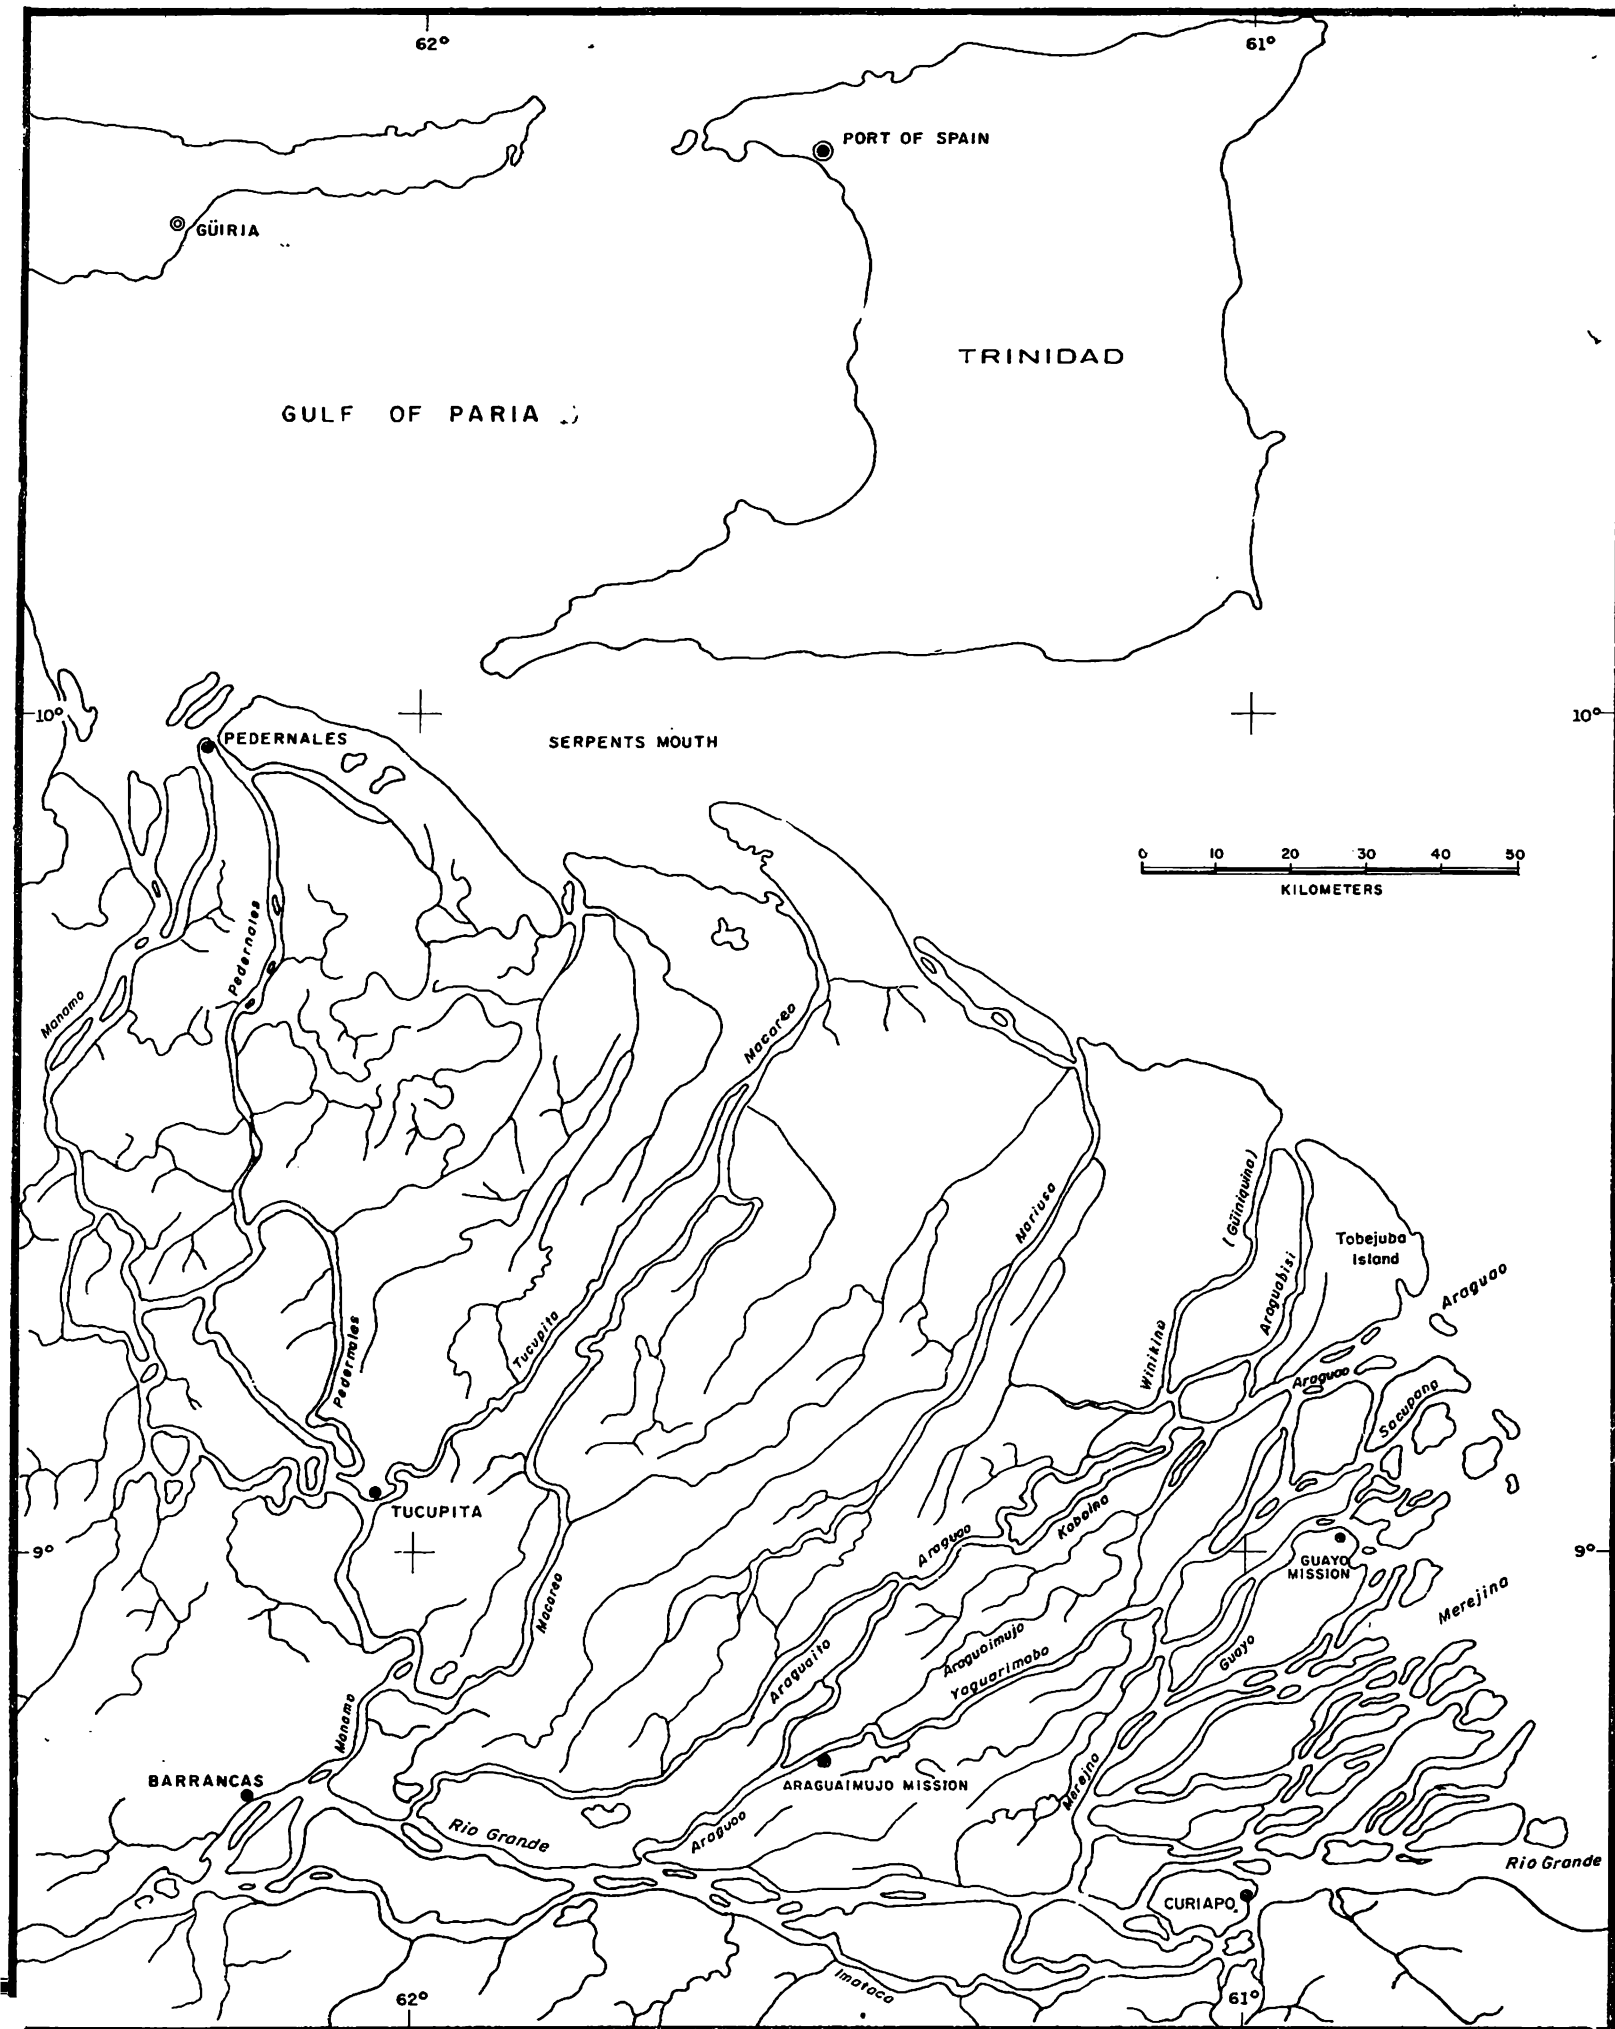 62°
61°
PORT OF SPAIN
GÜIRIA
TRINIDAD
GULF OF PARIA
10°
10°
PEDERNALES
SERPENTS MOUTH
0 10 20 30 40 50
KILOMETERS
Pedernales
Manamo
Macareo
Mariusa
(Güiniquina)
Tobejuba
Island
Araguabisi
Araguao
Tucupita
Pedernales
Winikina
Araguao
Sacupana
TUCUPITA
Araguao
Koboina
9°
9°
GUAYO
MISSION
Macareo
Merejina
Araguaito
Araguaimujo
Yaguarimabo
Guayo
Manamo
BARRANCAS
ARAGUAIMUJO MISSION
Merejina
Rio Grande
Araguao
Rio Grande
CURIAPO
Imataca
62°
61°